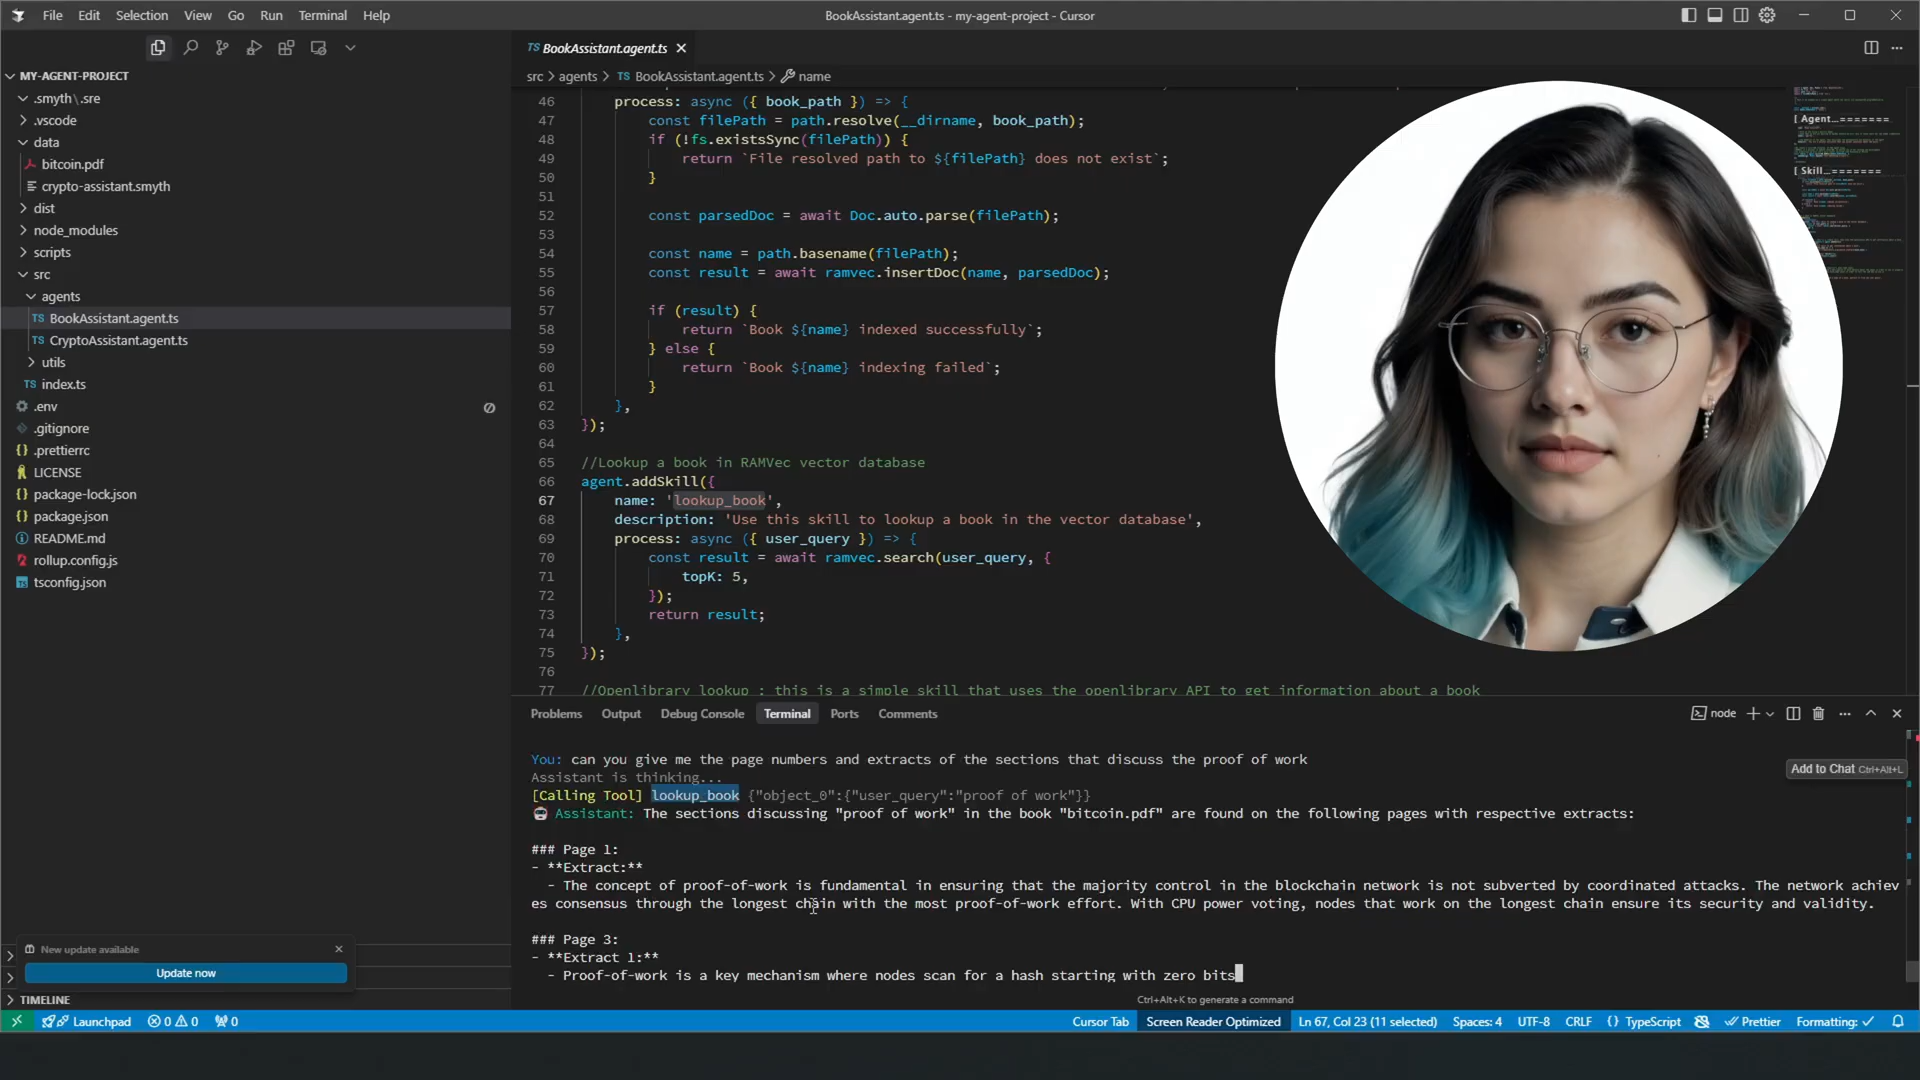 File Edit Selection View Go Run Terminal Help
BookAssistant.agent.ts - my-agent-project - Cursor
MY-AGENT-PROJECT
.smyth\.sre
.vscode
data
bitcoin.pdf
crypto-assistant.smyth
dist
node_modules
scripts
src
agents
TS BookAssistant.agent.ts
TS CryptoAssistant.agent.ts
utils
TS index.ts
.env
.gitignore
.prettierrc
LICENSE
package-lock.json
package.json
README.md
rollup.config.js
tsconfig.json
New update available
Update now
TIMELINE
TS BookAssistant.agent.ts
src > agents > TS BookAssistant.agent.ts > name
46 process: async ({ book_path }) => {
47 const filePath = path.resolve(__dirname, book_path);
48 if (!fs.existsSync(filePath)) {
49 return `File resolved path to ${filePath} does not exist`;
50 }
51
52 const parsedDoc = await Doc.auto.parse(filePath);
53
54 const name = path.basename(filePath);
55 const result = await ramvec.insertDoc(name, parsedDoc);
56
57 if (result) {
58 return `Book ${name} indexed successfully`;
59 } else {
60 return `Book ${name} indexing failed`;
61 }
62 },
63 });
64
65 //Lookup a book in RAMVec vector database
66 agent.addSkill({
67 name: 'lookup_book',
68 description: 'Use this skill to lookup a book in the vector database',
69 process: async ({ user_query }) => {
70 const result = await ramvec.search(user_query, {
71 topK: 5,
72 });
73 return result;
74 },
75 });
76
77 //Openlibrary lookup : this is a simple skill that uses the openlibrary API to get information about a book
[ Agent...=======
[ Skill...=======
Problems Output Debug Console Terminal Ports Comments
node
Add to Chat Ctrl+Alt+L
You: can you give me the page numbers and extracts of the sections that discuss the proof of work
Assistant is thinking...
[Calling Tool] lookup_book {"object_0":{"user_query":"proof of work"}}
Assistant: The sections discussing "proof of work" in the book "bitcoin.pdf" are found on the following pages with respective extracts:
### Page 1:
- **Extract:**
- The concept of proof-of-work is fundamental in ensuring that the majority control in the blockchain network is not subverted by coordinated attacks. The network achiev
es consensus through the longest chain with the most proof-of-work effort. With CPU power voting, nodes that work on the longest chain ensure its security and validity.
### Page 3:
- **Extract 1:**
- Proof-of-work is a key mechanism where nodes scan for a hash starting with zero bits
Ctrl+Alt+K to generate a command
Launchpad 0 0 0
Cursor Tab Screen Reader Optimized Ln 67, Col 23 (11 selected) Spaces: 4 UTF-8 CRLF {} TypeScript Prettier Formatting: